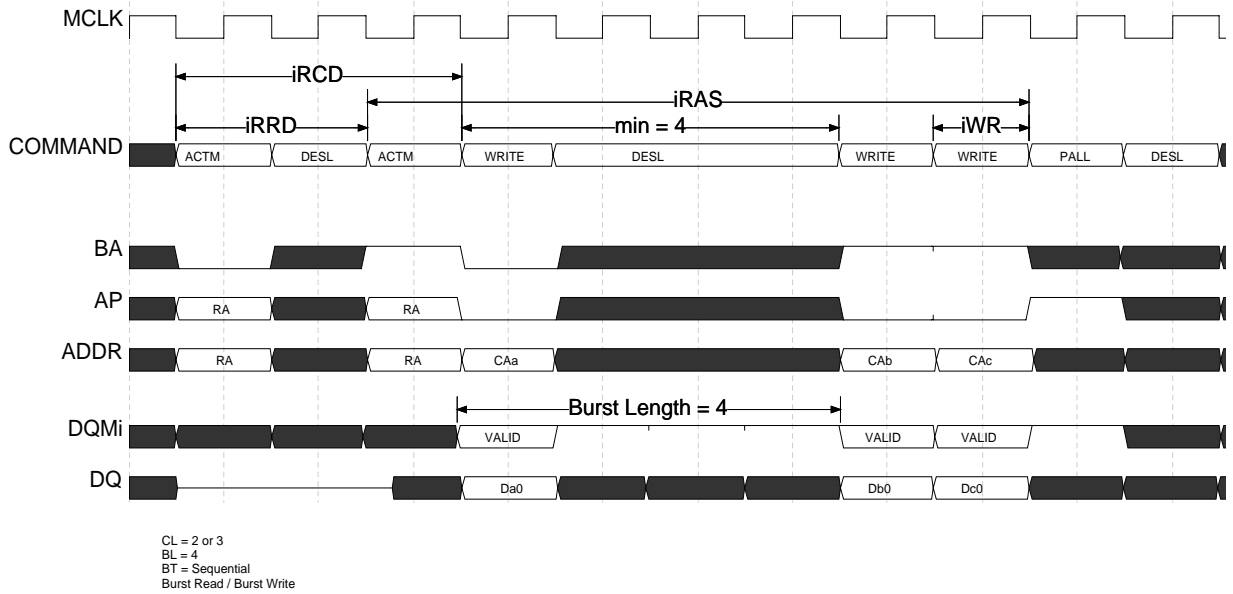 MCLK
iRCD
iRAS
iRRD min = 4 iWR
COMMAND ACTM DESL ACTM WRITE DESL WRITE WRITE PALL DESL
BA
AP RA RA
ADDR RA RA CAa CAb CAc
Burst Length = 4
DQMi VALID VALID VALID
DQ Da0 Db0 Dc0
CL = 2 or 3
BL = 4
BT = Sequential
Burst Read / Burst Write